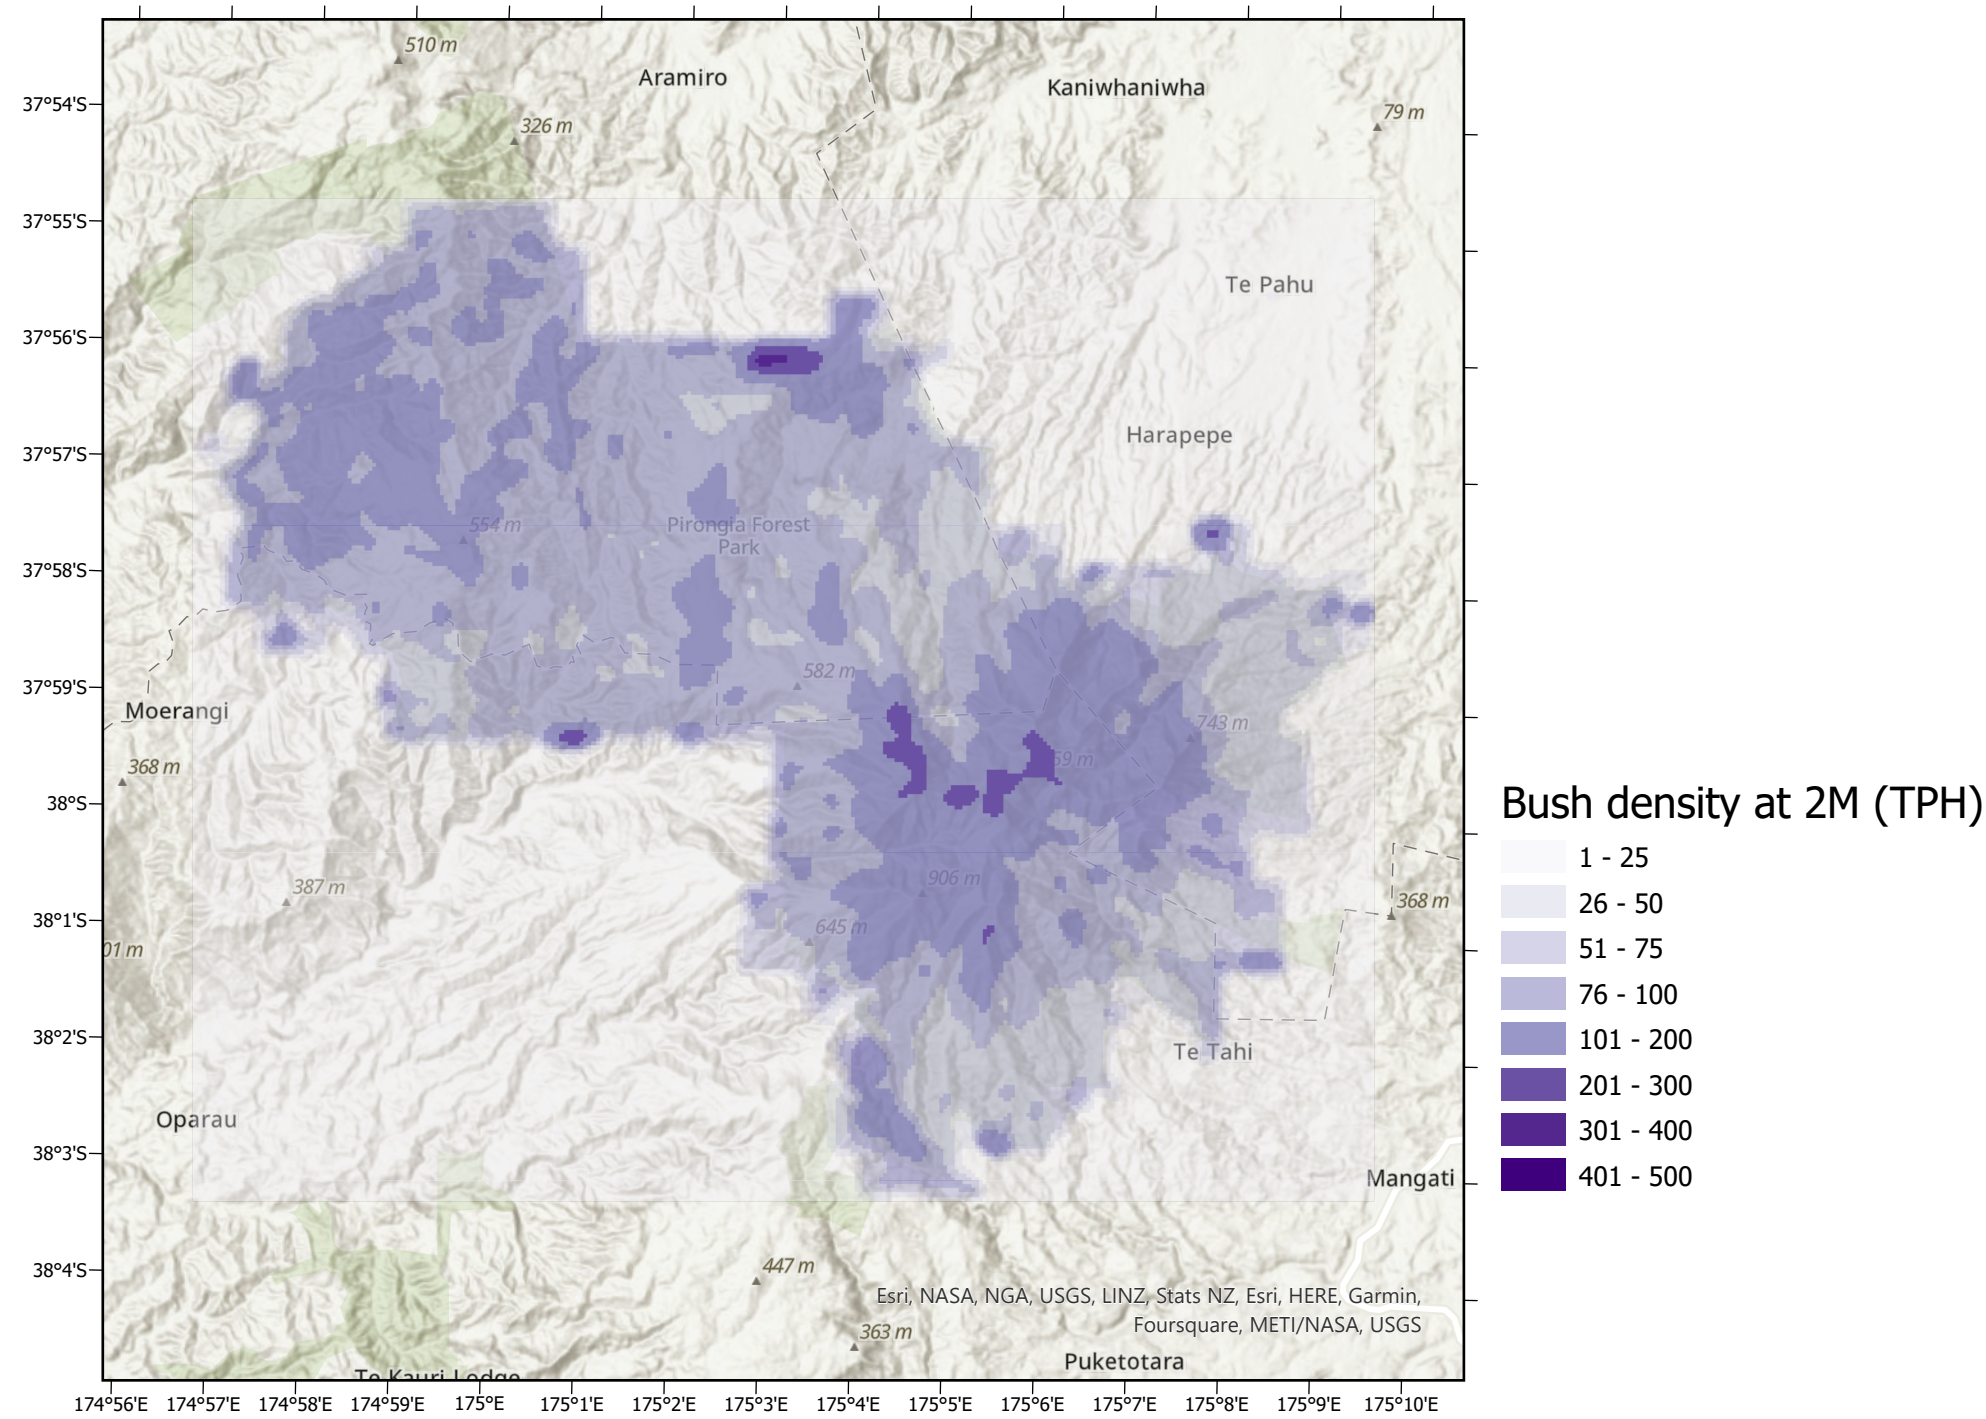 510 m
Aramiro
Kaniwhaniwha
37°54'S
79 m
326 m
37°55'S
Te Pahu
37°56'S
Harapepe
37°57'S
554 m
Pirongia Forest
Park
37°58'S
582 m
37°59'S
Moerangi
743 m
59 m
368 m
38°S
Bush density at 2M (TPH)
1 - 25
26 - 50
51 - 75
76 - 100
101 - 200
201 - 300
301 - 400
401 - 500
906 m
387 m
368 m
38°1'S
645 m
01 m
38°2'S
Te Tahi
Oparau
38°3'S
Mangati
38°4'S
447 m
Esri, NASA, NGA, USGS, LINZ, Stats NZ, Esri, HERE, Garmin,
Foursquare, METI/NASA, USGS
363 m
Puketotara
Te Kauri Lodge
174°56'E 174°57'E 174°58'E 174°59'E 175°E 175°1'E 175°2'E 175°3'E 175°4'E 175°5'E 175°6'E 175°7'E 175°8'E 175°9'E 175°10'E